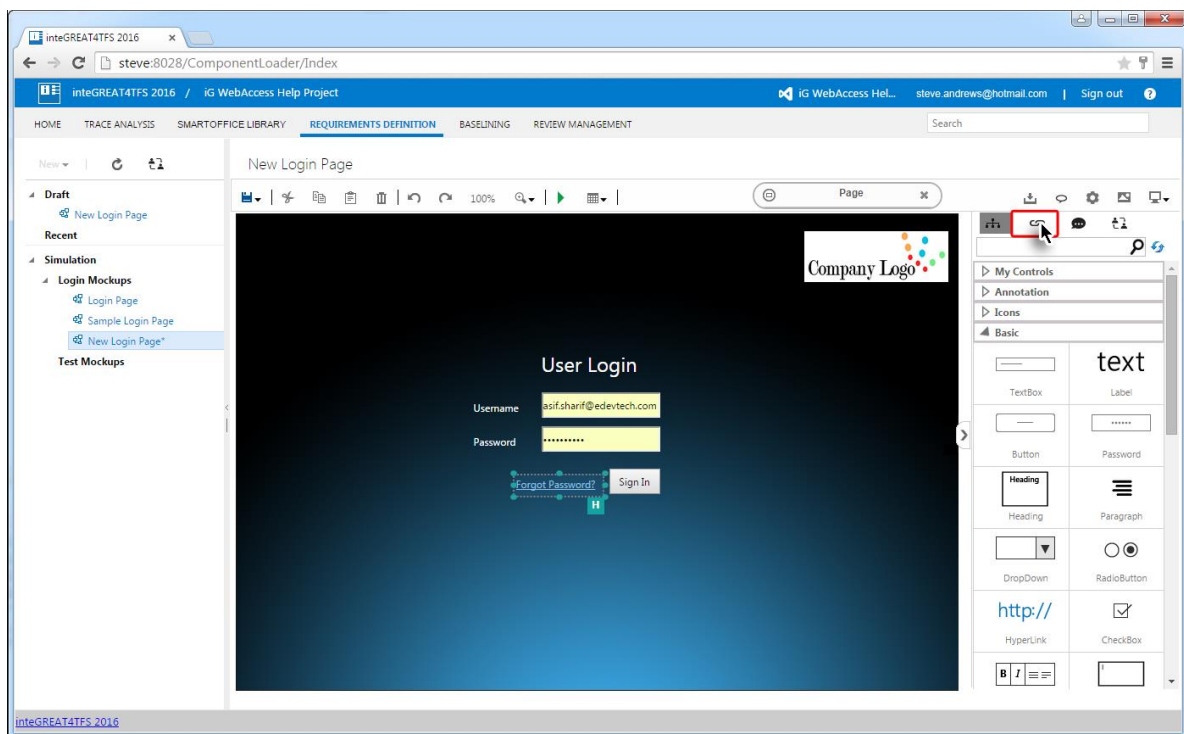 inteGREAT4TFS 2016
steve:8028/ComponentLoader/Index
inteGREAT4TFS 2016 / iG WebAccess Help Project
iG WebAccess Hel... steve.andrews@hotmail.com | Sign out ?
HOME TRACE ANALYSIS SMARTOFFICE LIBRARY REQUIREMENTS DEFINITION BASELINING REVIEW MANAGEMENT Search
New
New Login Page
Draft
New Login Page
Recent
Simulation
Login Mockups
Login Page
Sample Login Page
New Login Page*
Test Mockups
100%
Page
Company Logo
User Login
Username asif.sharif@edevtech.com
Password ••••••••••
Forgot Password? Sign In
H
My Controls
Annotation
Icons
Basic
text
TextBox Label
Button Password
Heading
Heading Paragraph
DropDown RadioButton
http://
HyperLink CheckBox
B I
inteGREAT4TFS 2016